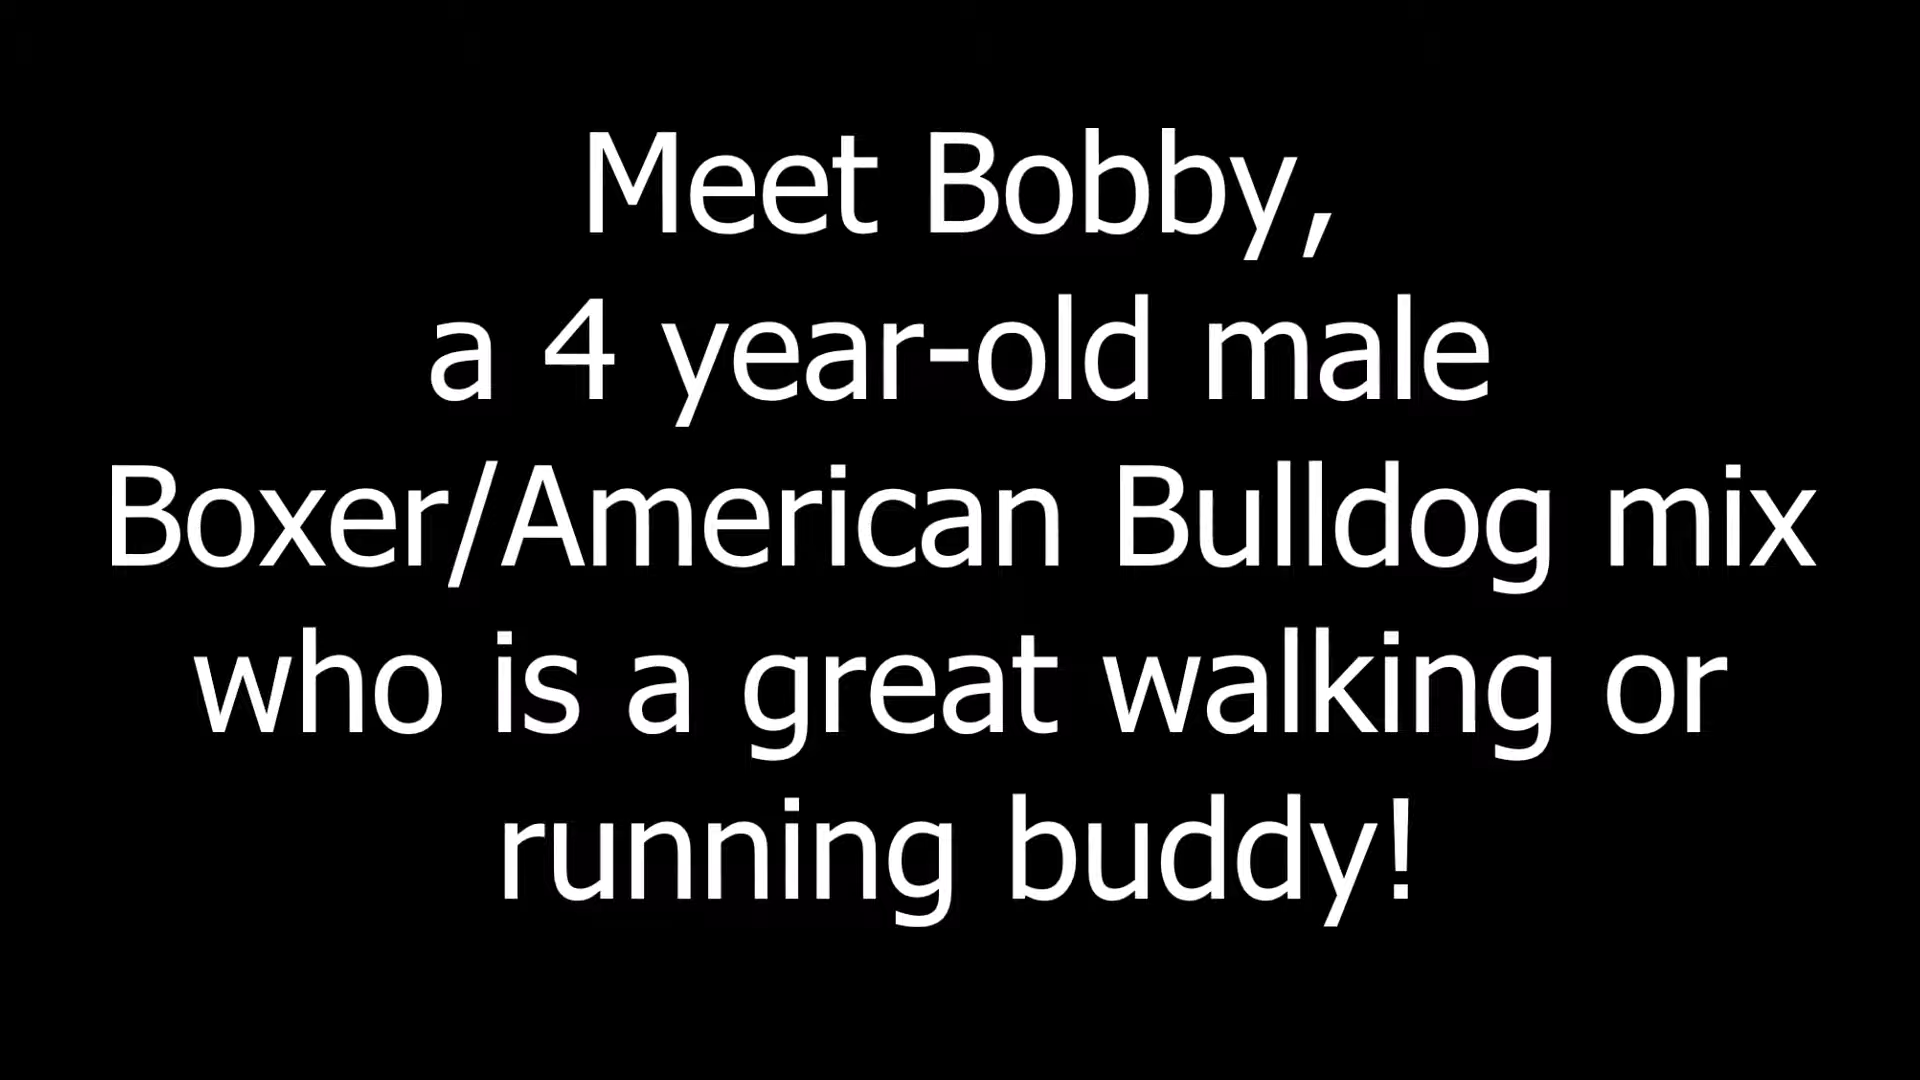 Meet Bobby,
a 4 year-old male
Boxer/American Bulldog mix
who is a great walking or
running buddy!